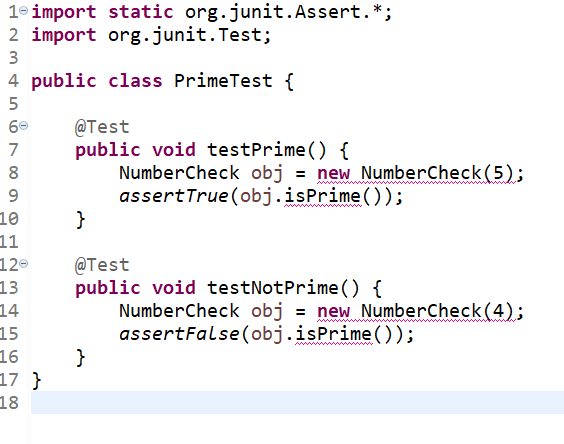 1 import static org.junit.Assert.*;
2 import org.junit.Test;
3
4 public class PrimeTest {
5
6     @Test
7     public void testPrime() {
8         NumberCheck obj = new NumberCheck(5);
9         assertTrue(obj.isPrime());
10     }
11
12     @Test
13     public void testNotPrime() {
14         NumberCheck obj = new NumberCheck(4);
15         assertFalse(obj.isPrime());
16     }
17 }
18